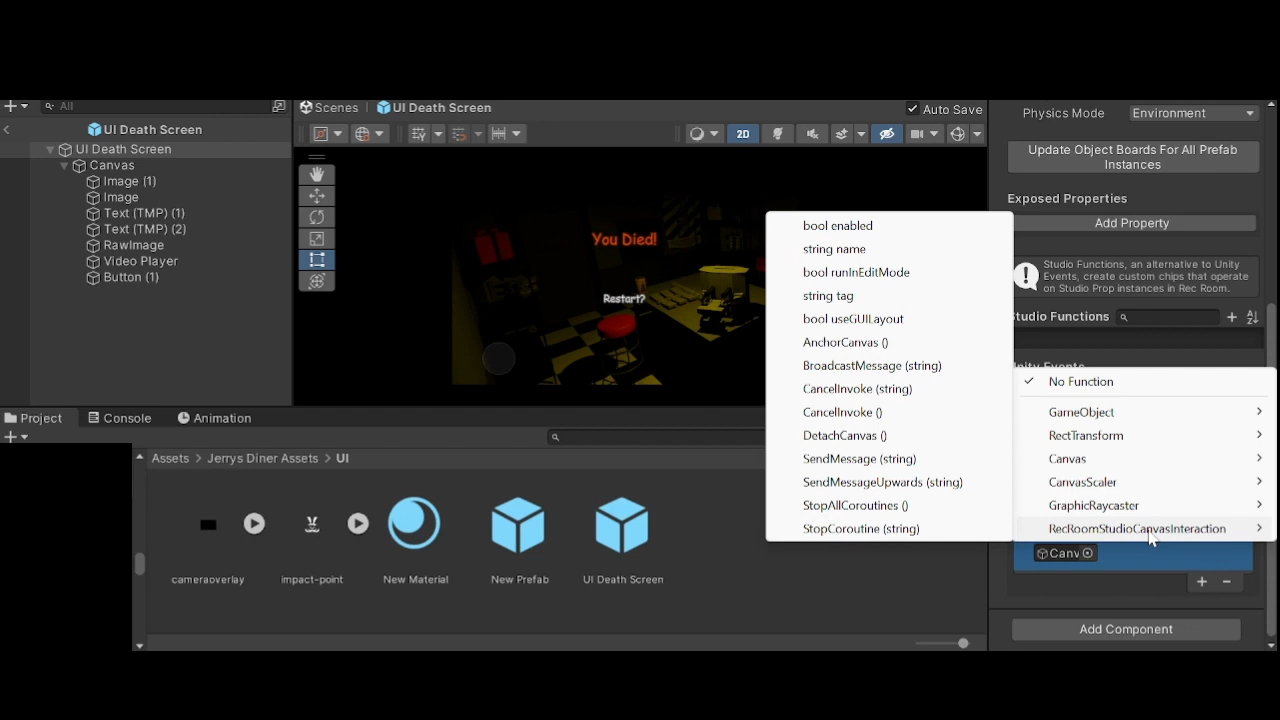 All
UI Death Screen
UI Death Screen
Canvas
Image (1)
Image
Text (TMP) (1)
Text (TMP) (2)
RawImage
Video Player
Button (1)
Scenes | UI Death Screen
Auto Save
2D
You Died!
Restart?
Project
Console
Animation
Assets > Jerrys Diner Assets > UI
cameraoverlay
impact-point
New Material
New Prefab
UI Death Screen
bool enabled
string name
bool runInEditMode
string tag
bool useGUILayout
AnchorCanvas ()
BroadcastMessage (string)
CancelInvoke (string)
CancelInvoke ()
DetachCanvas ()
SendMessage (string)
SendMessageUpwards (string)
StopAllCoroutines ()
StopCoroutine (string)
Physics Mode
Environment
Update Object Boards For All Prefab
Instances
Exposed Properties
Add Property
Studio Functions, an alternative to Unity
Events, create custom chips that operate
on Studio Prop instances in Rec Room.
Studio Functions
Unity Events
No Function
GameObject
RectTransform
Canvas
CanvasScaler
GraphicRaycaster
RecRoomStudioCanvasInteraction
Canv
Add Component